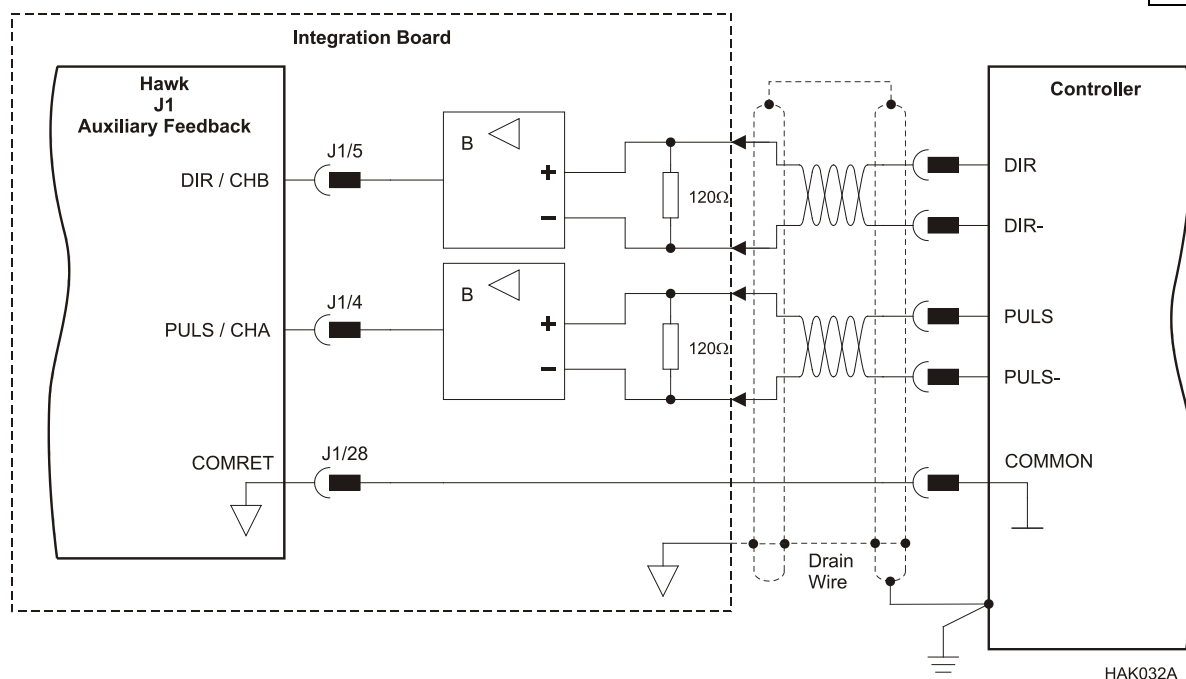 Integration Board
Hawk
J1
Auxiliary Feedback
Controller
J1/5
DIR / CHB
B
+
−
120Ω
DIR
DIR-
J1/4
PULS / CHA
B
+
−
120Ω
PULS
PULS-
COMRET
J1/28
COMMON
Drain
Wire
HAK032A